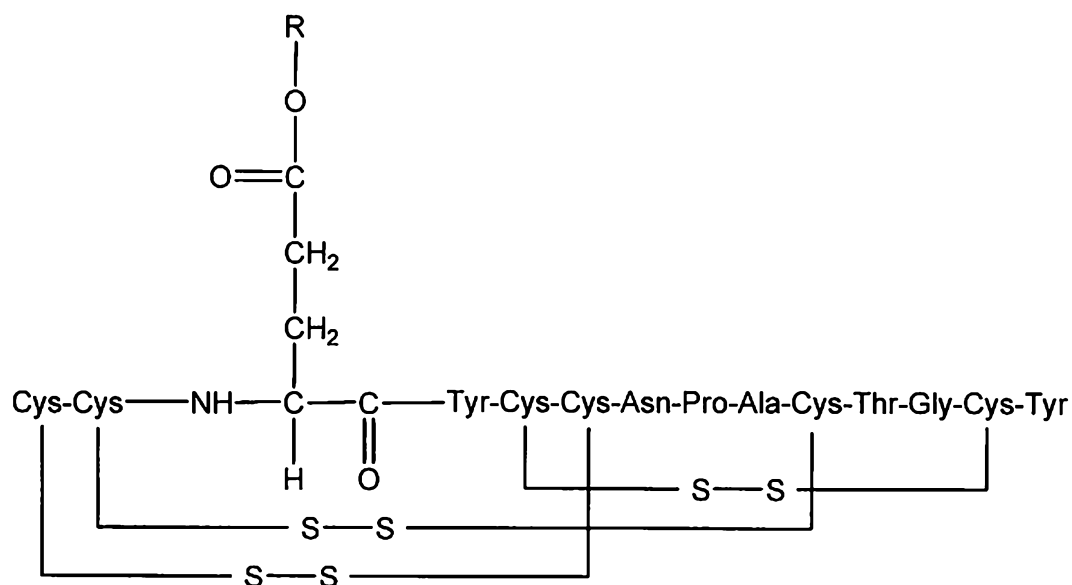 R
O
O=C
CH₂
CH₂
Cys-Cys—NH—C—C—Tyr-Cys-Cys-Asn-Pro-Ala-Cys-Thr-Gly-Cys-Tyr
H O
S—S
S—S
S—S